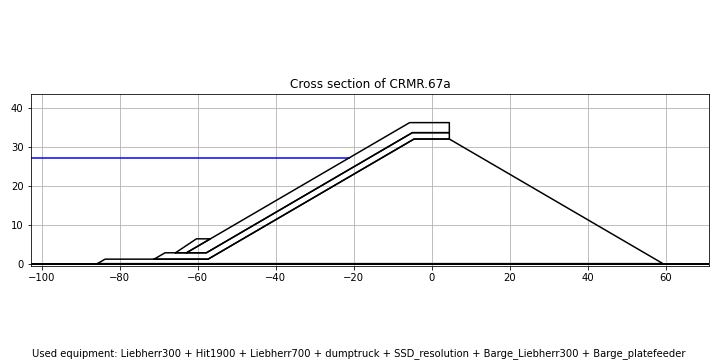 Cross section of CRMR.67a
40
30
20
10
0
−100 −80 −60 −40 −20 0 20 40 60
Used equipment: Liebherr300 + Hit1900 + Liebherr700 + dumptruck + SSD_resolution + Barge_Liebherr300 + Barge_platefeeder